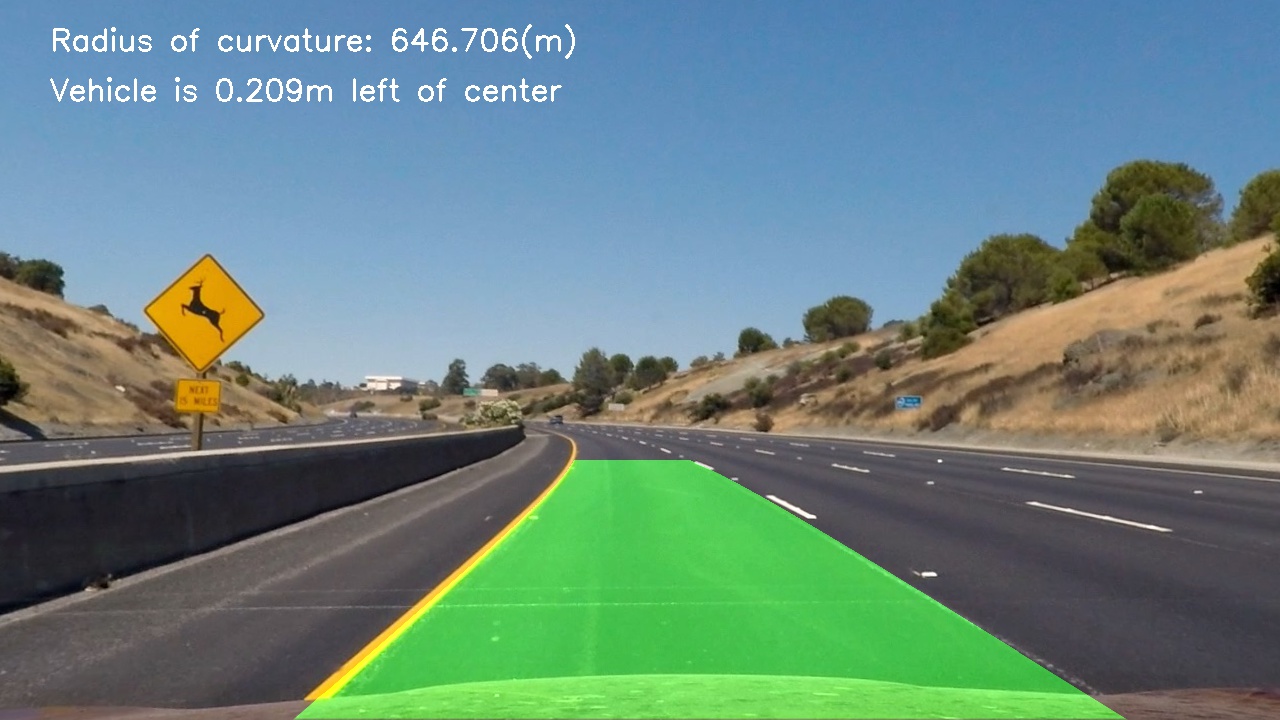 Radius of curvature: 646.706(m)
Vehicle is 0.209m left of center
NEXT
15 MILES